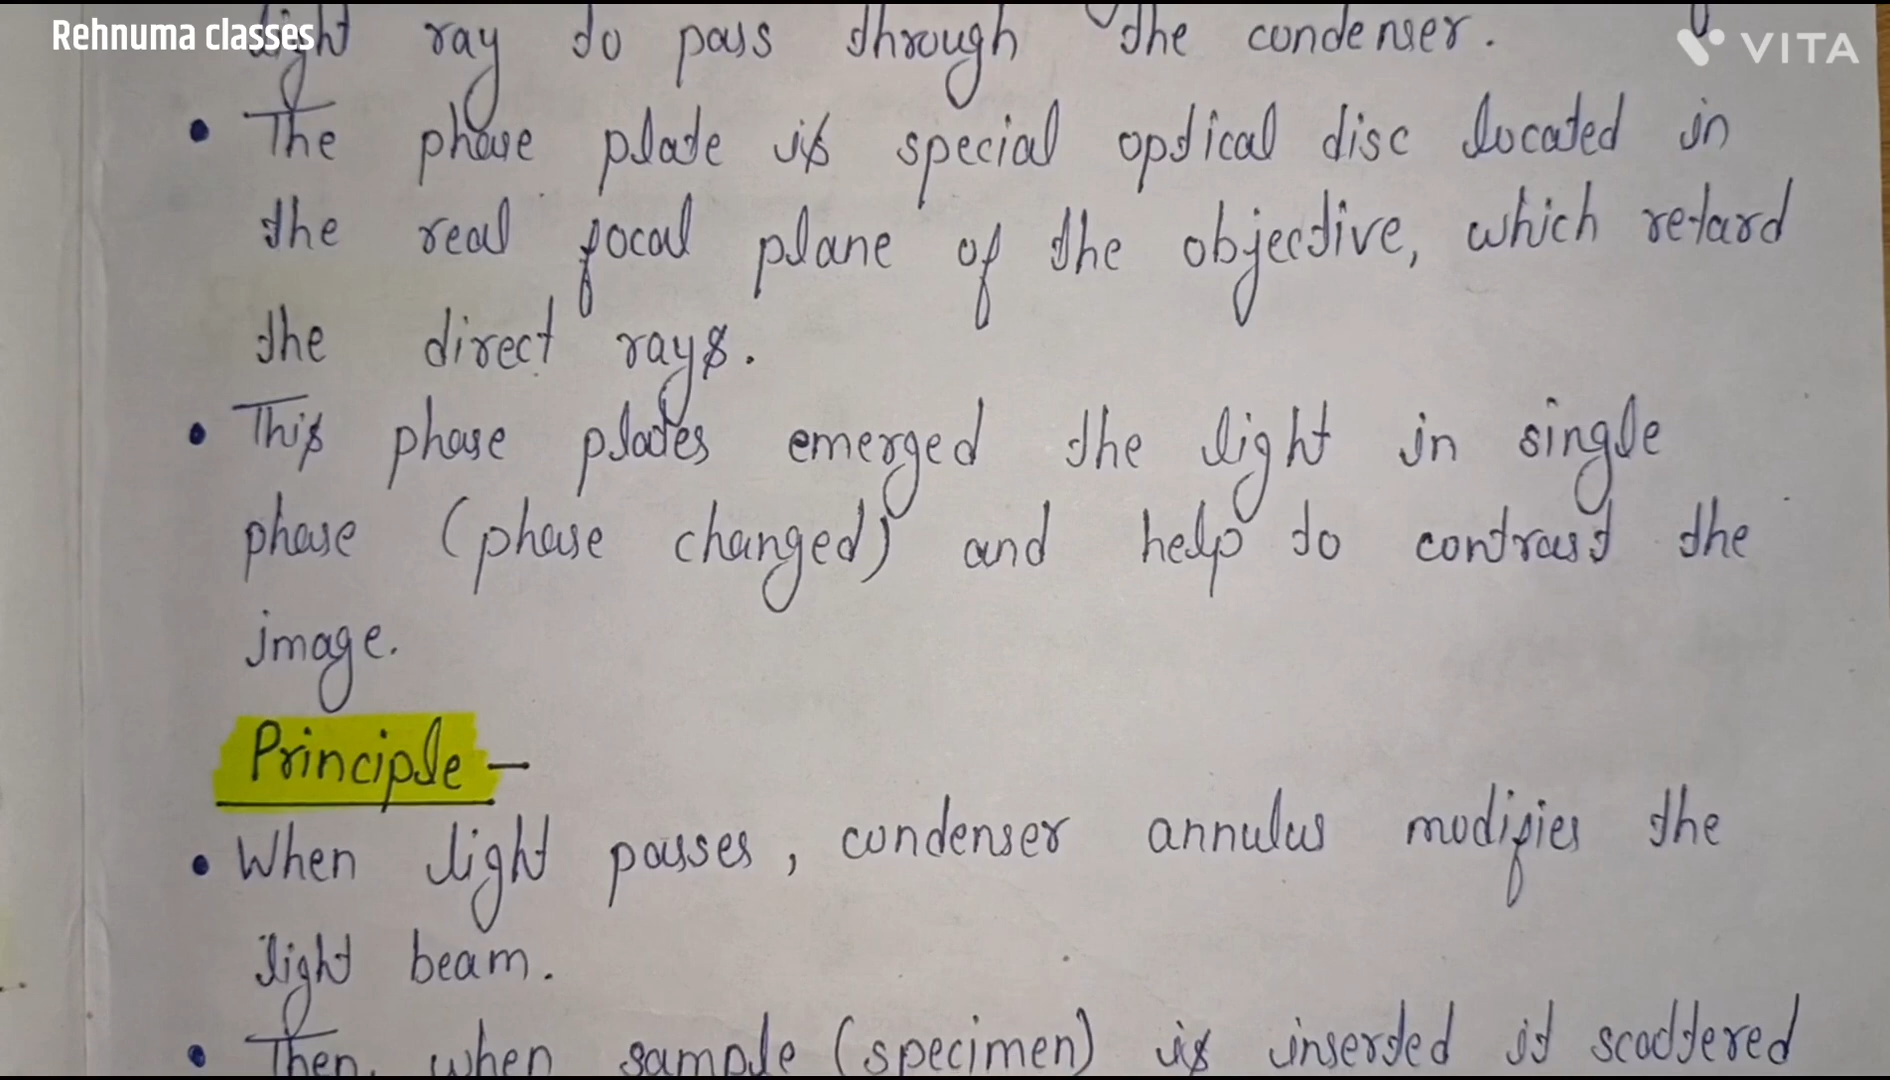 Rehnuma classes
VITA
light ray to pass through the condenser.
• The phase plate is special optical disc located in
the real focal plane of the objective, which retard
the direct rays.
• This phase plates emerged the light in single
phase (phase changed) and help to contrast the
image.
Principle -
• When light passes, condenser annulus modifies the
light beam.
• Then, when sample (specimen) is inserted it scattered